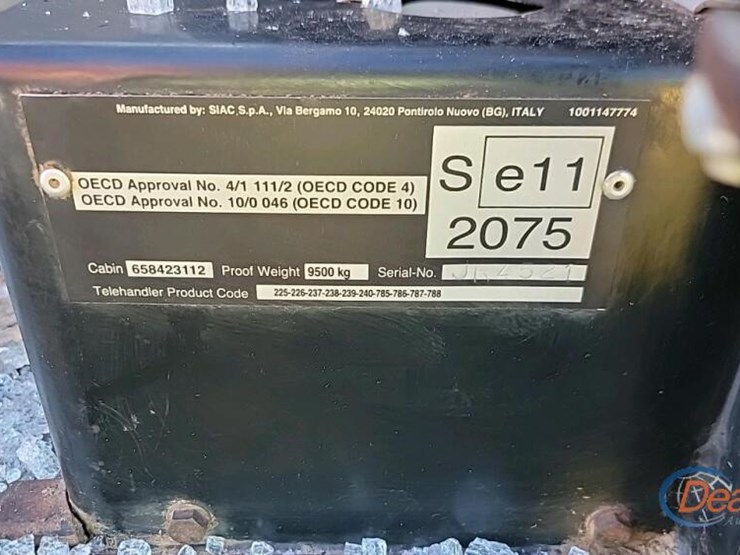 Manufactured by: SIAC S.p.A., Via Bergamo 10, 24020 Pontirolo Nuovo (BG), ITALY 1001147774
OECD Approval No. 4/1 111/2 (OECD CODE 4)
OECD Approval No. 10/0 046 (OECD CODE 10)
S e11
2075
Cabin 658423112 Proof Weight 9500 kg Serial-No.
Telehandler Product Code 225-226-237-238-239-240-785-786-787-788